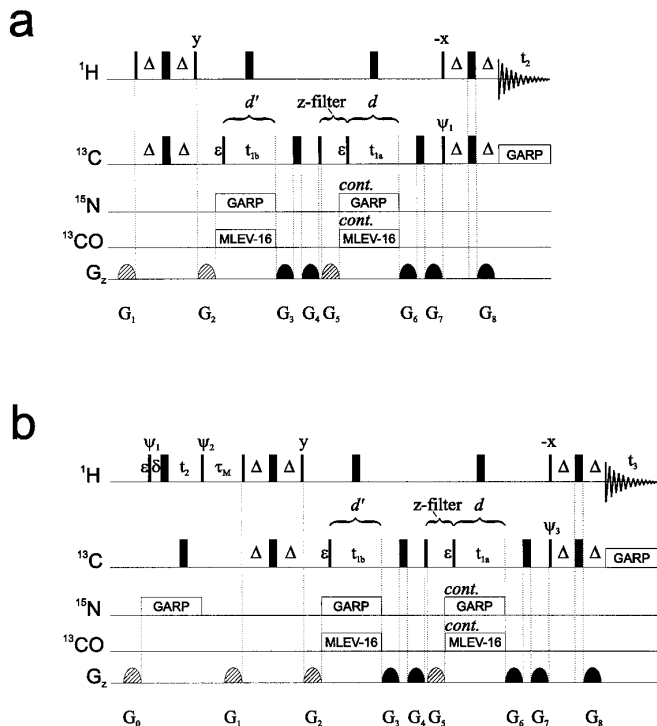 a
y -x t₂
¹H Δ Δ Δ Δ
d' z-filter d
ψ₁
¹³C Δ Δ ε t₁b ε t₁a Δ Δ GARP
cont.
¹⁵N GARP GARP
cont.
¹³CO MLEV-16 MLEV-16
Gz
G₁ G₂ G₃ G₄ G₅ G₆ G₇ G₈
b
ψ₁ ψ₂ y -x t₃
¹H ε δ t₂ τM Δ Δ Δ Δ
d' z-filter d
ψ₃
¹³C Δ Δ ε t₁b ε t₁a Δ Δ GARP
cont.
¹⁵N GARP GARP GARP
cont.
¹³CO MLEV-16 MLEV-16
Gz
G₀ G₁ G₂ G₃ G₄ G₅ G₆ G₇ G₈